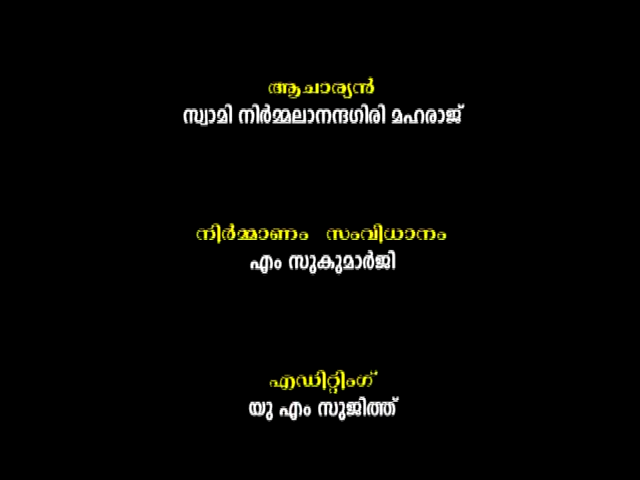 ആചാര്യൻ
സ്വാമി നിർമ്മലാനന്ദഗിരി മഹരാജ്
നിർമ്മാണം സംവിധാനം
എം സുകുമാർജീ
എഡിറ്റിംഗ്
യു എം സുജിത്ത്